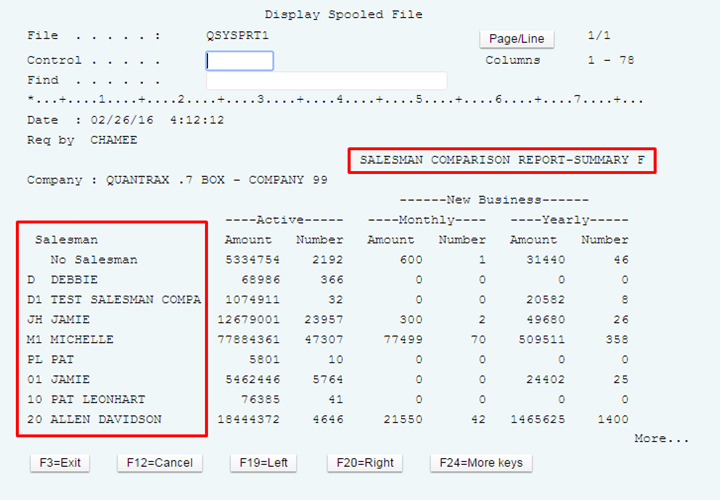 Display Spooled File
File . . . . . : QSYSPRT1 Page/Line 1/1
Control . . . . . Columns 1 - 78
Find . . . . . .
*...+....1....+....2....+....3....+....4....+....5....+....6....+....7....+...
Date : 02/26/16 4:12:12
Req by CHAMEE
SALESMAN COMPARISON REPORT-SUMMARY F
Company : QUANTRAX .7 BOX - COMPANY 99
------New Business------
----Active----- ----Monthly---- ----Yearly-----
Salesman Amount Number Amount Number Amount Number
No Salesman 5334754 2192 600 1 31440 46
D DEBBIE 68986 366 0 0 0 0
D1 TEST SALESMAN COMPA 1074911 32 0 0 20582 8
JH JAMIE 12679001 23957 300 2 49680 26
M1 MICHELLE 77884361 47307 77499 70 509511 358
PL PAT 5801 10 0 0 0 0
01 JAMIE 5462446 5764 0 0 24402 25
10 PAT LEONHART 76385 41 0 0 0 0
20 ALLEN DAVIDSON 18444372 4646 21550 42 1465625 1400
More...
F3=Exit F12=Cancel F19=Left F20=Right F24=More keys